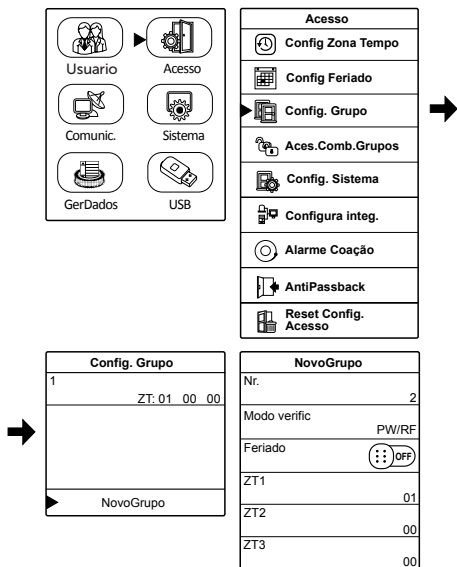 Usuario
Acesso
Comunic.
Sistema
GerDados
USB
Acesso
Config Zona Tempo
Config Feriado
Config. Grupo
Aces.Comb.Grupos
Config. Sistema
Configura integ.
Alarme Coação
AntiPassback
Reset Config.
Acesso
Config. Grupo
1
ZT: 01 00 00
NovoGrupo
NovoGrupo
Nr.
2
Modo verific
PW/RF
Feriado
OFF
ZT1
01
ZT2
00
ZT3
00